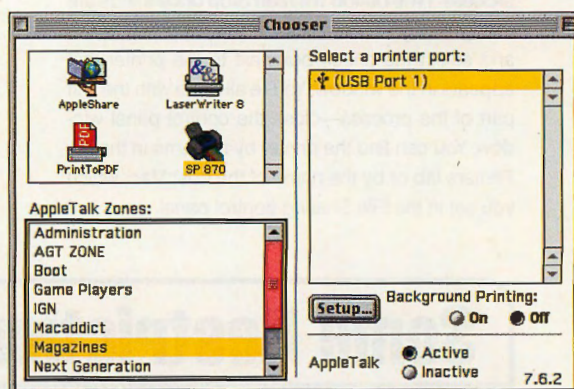 Chooser
AppleShare
LaserWriter 8
PrintToPDF
SP 870
AppleTalk Zones:
Administration
AGT ZONE
Boot
Game Players
IGN
Macaddict
Magazines
Next Generation
Select a printer port:
(USB Port 1)
Setup...
Background Printing:
On
Off
AppleTalk
Active
Inactive
7.6.2